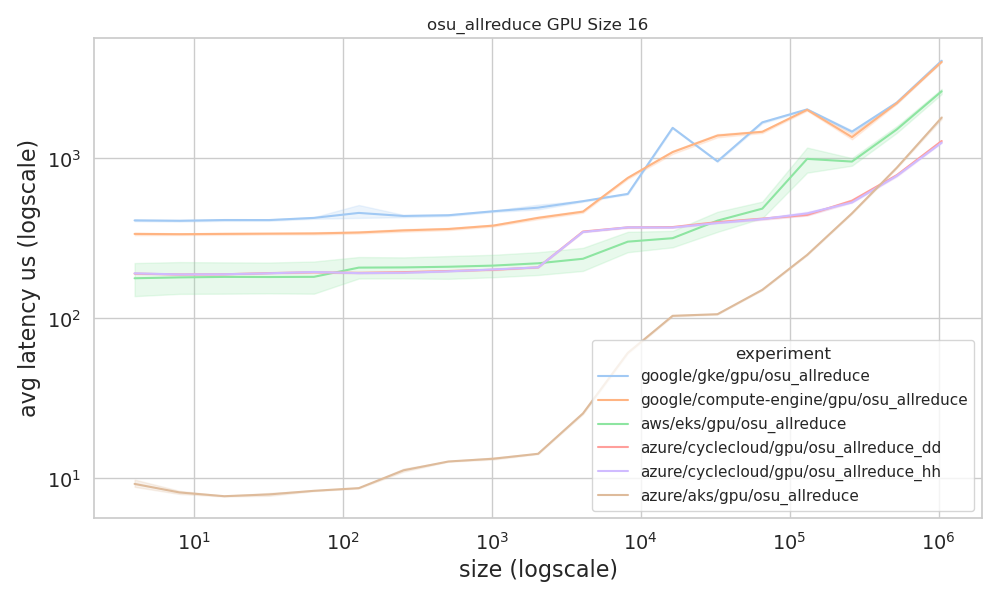 osu_allreduce GPU Size 16
avg latency us (logscale)
10³
10²
10¹
experiment
google/gke/gpu/osu_allreduce
google/compute-engine/gpu/osu_allreduce
aws/eks/gpu/osu_allreduce
azure/cyclecloud/gpu/osu_allreduce_dd
azure/cyclecloud/gpu/osu_allreduce_hh
azure/aks/gpu/osu_allreduce
10¹ 10² 10³ 10⁴ 10⁵ 10⁶
size (logscale)